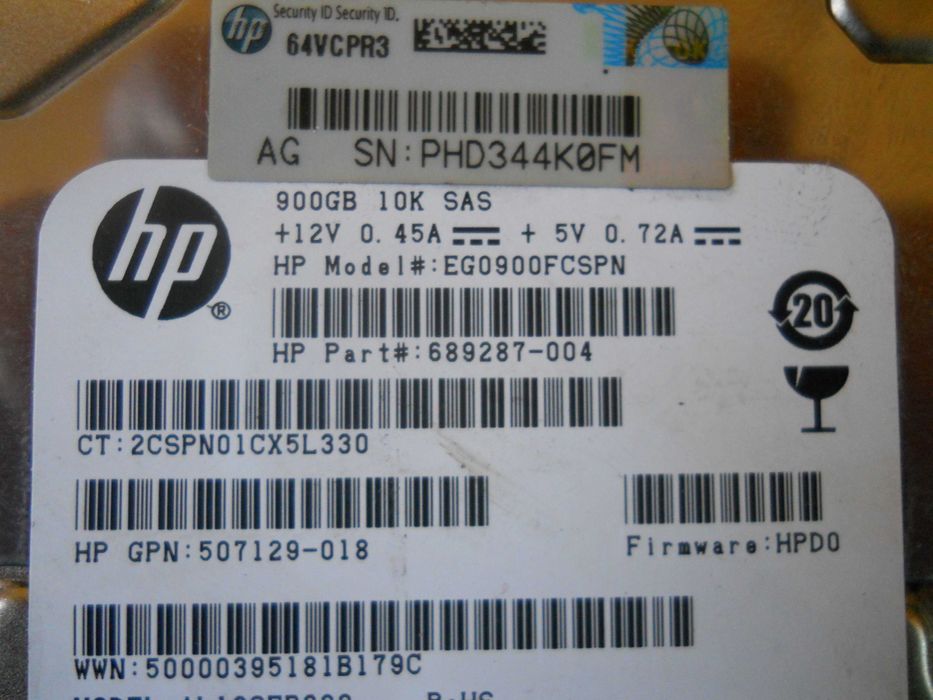 hp Security ID Security ID.
64VCPR3
AG SN:PHD344K0FM
hp®
900GB 10K SAS
+12V 0.45A + 5V 0.72A
HP Model#:EG0900FCSPN
20
HP Part#:689287-004
CT:2CSPN01CX5L330
HP GPN:507129-018
Firmware:HPD0
WWN:50000395181B179C